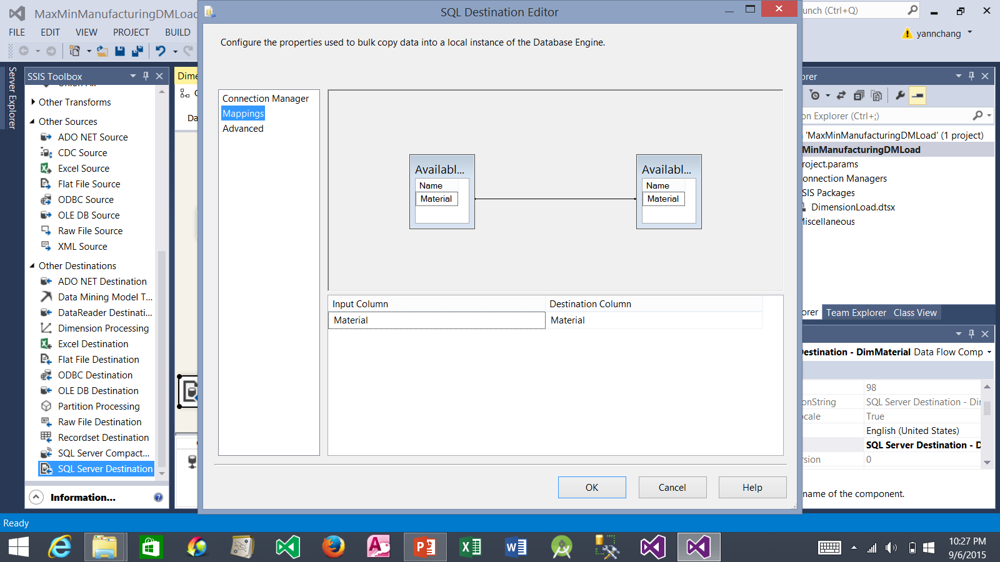 MaxMinManufacturingDMLoad
FILE EDIT VIEW PROJECT BUILD
SQL Destination Editor
unch (Ctrl+Q)
yannchang
Server Explorer
SSIS Toolbox
Union All
Other Transforms
Other Sources
ADO NET Source
CDC Source
Excel Source
Flat File Source
ODBC Source
OLE DB Source
Raw File Source
XML Source
Other Destinations
ADO NET Destination
Data Mining Model T...
DataReader Destinati...
Dimension Processing
Excel Destination
Flat File Destination
ODBC Destination
OLE DB Destination
Partition Processing
Raw File Destination
Recordset Destination
SQL Server Compact...
SQL Server Destination
Information...
Dime
Da
Configure the properties used to bulk copy data into a local instance of the Database Engine.
Connection Manager
Mappings
Advanced
Availabl...
Name
Material
Availabl...
Name
Material
Input Column Destination Column
Material Material
OK Cancel Help
orer
on Explorer (Ctrl+;)
'MaxMinManufacturingDMLoad' (1 project)
MinManufacturingDMLoad
roject.params
onnection Managers
SIS Packages
DimensionLoad.dtsx
iscellaneous
orer Team Explorer Class View
Destination - DimMaterial Data Flow Comp
98
onString SQL Server Destination - Di
cale True
English (United States)
SQL Server Destination - D
rsion 0
name of the component.
Ready
10:27 PM
9/6/2015